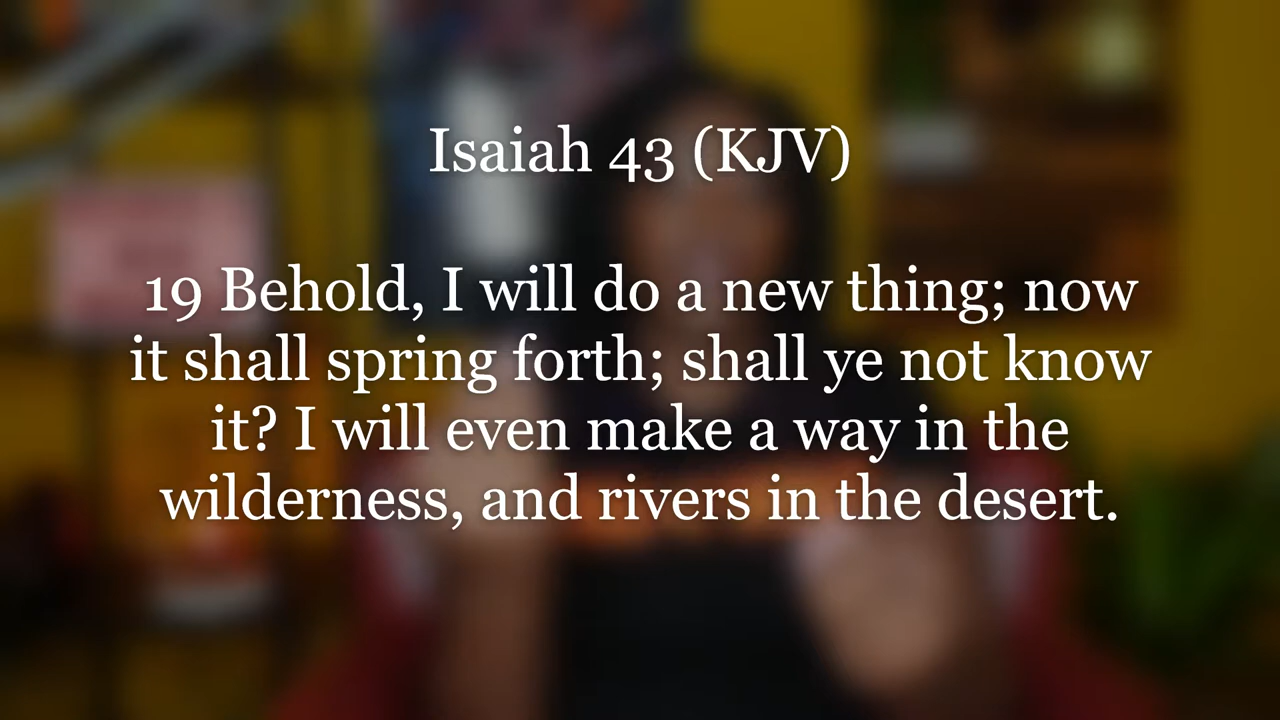 Isaiah 43 (KJV)
19 Behold, I will do a new thing; now
it shall spring forth; shall ye not know
it? I will even make a way in the
wilderness, and rivers in the desert.